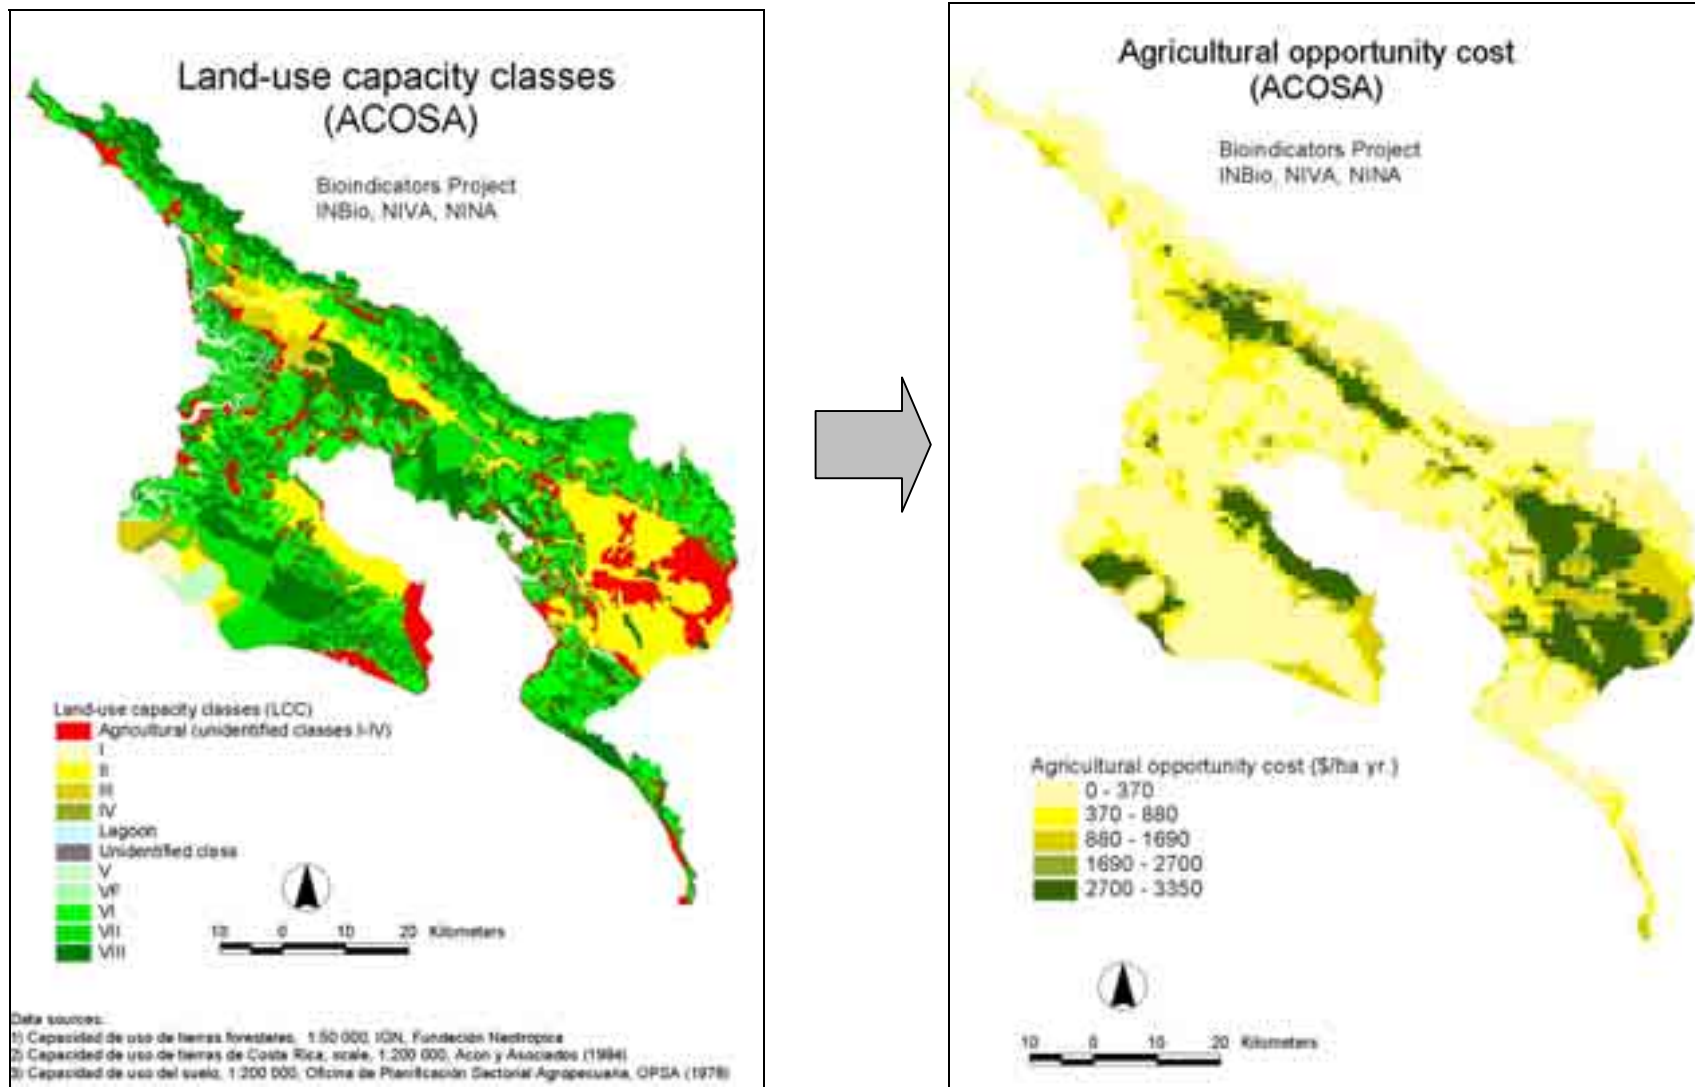 Land-use capacity classes
(ACOSA)
Bioindicators Project
INBio, NIVA, NINA
Land-use capacity classes (LCC)
Agricultural (unidentified classes I-IV)
I
II
III
IV
Lagoon
Unidentified class
V
VF
VI
VII
VIII
10 0 10 20 Kilometers
Data sources:
1) Capacidad de uso de tierras forestales, 1:50 000, IGN, Fundación Neotropica
2) Capacidad de uso de tierras de Costa Rica, scale, 1:200 000, Acon y Asociados (1984)
3) Capacidad de uso del suelo, 1:200 000, Oficina de Planificación Sectorial Agropecuaria, OPSA (1978)
Agricultural opportunity cost
(ACOSA)
Bioindicators Project
INBio, NIVA, NINA
Agricultural opportunity cost ($/ha yr.)
0 - 370
370 - 880
880 - 1690
1690 - 2700
2700 - 3350
10 0 10 20 Kilometers